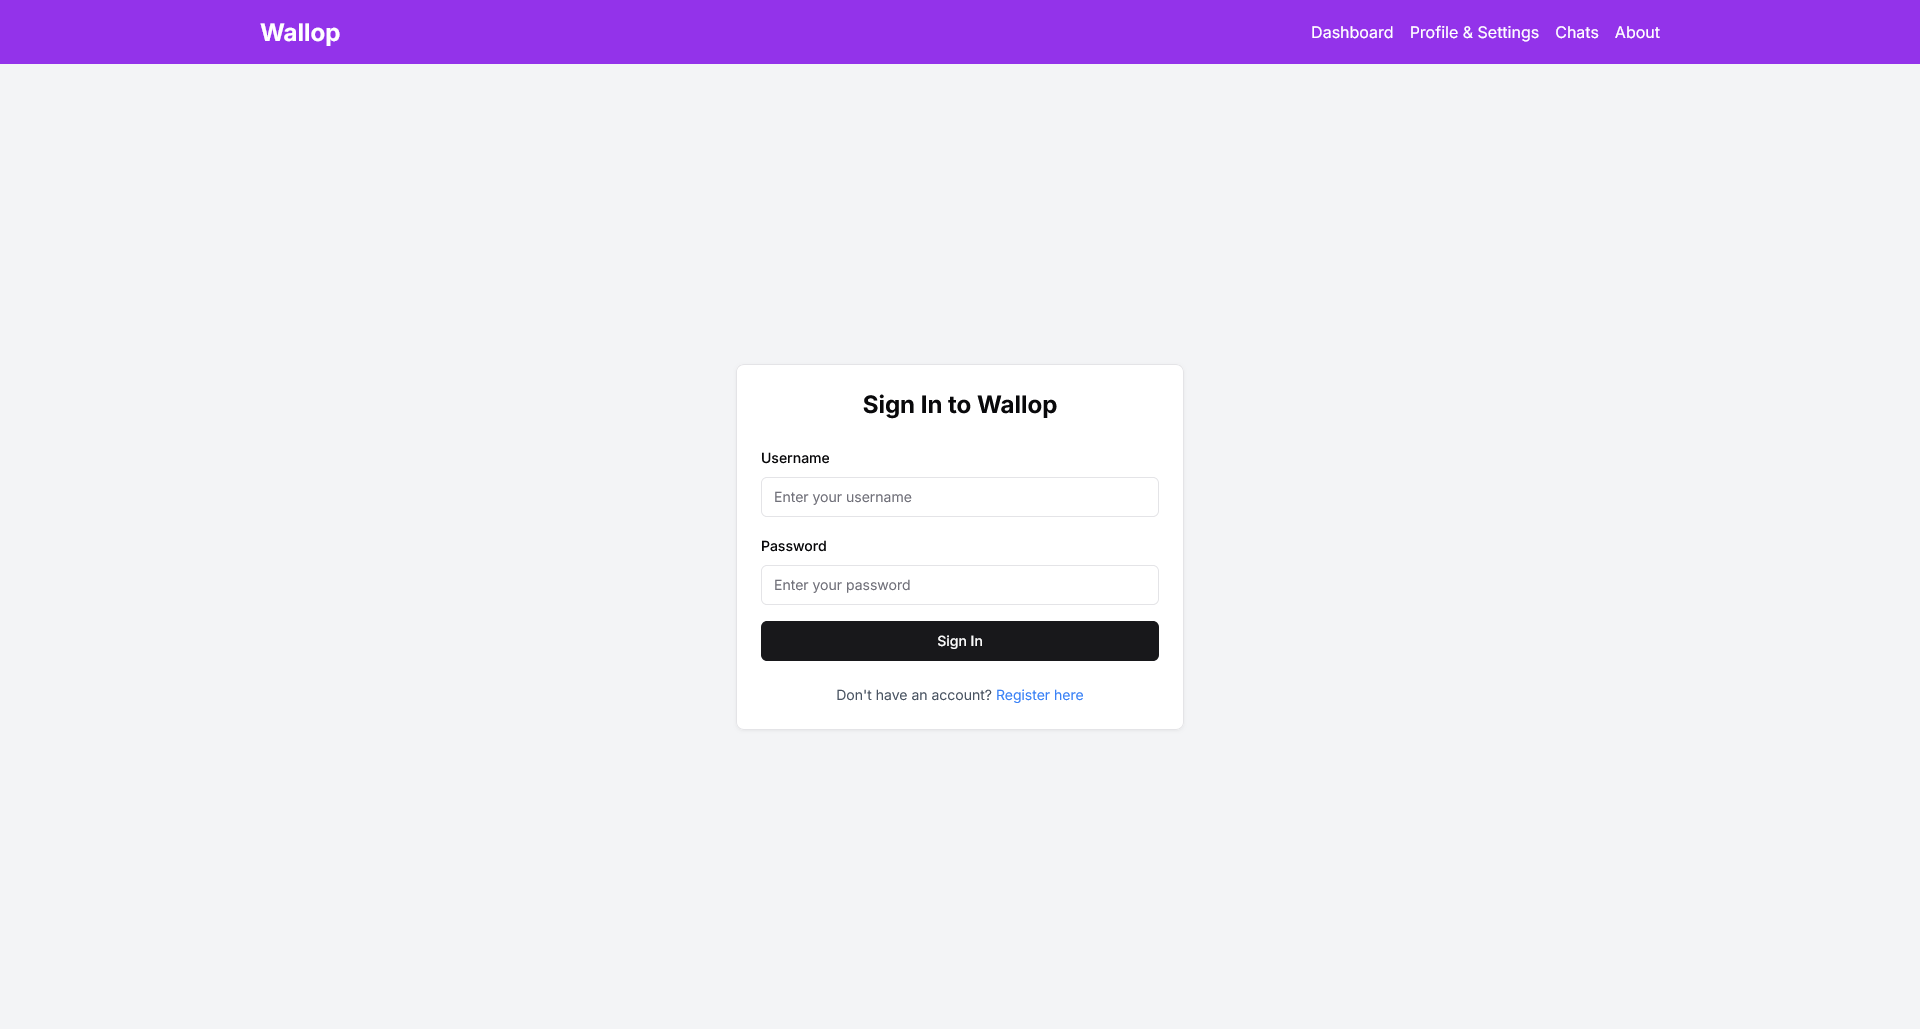 Wallop
Dashboard Profile & Settings Chats About
Sign In to Wallop
Username
Enter your username
Password
Enter your password
Sign In
Don't have an account? Register here